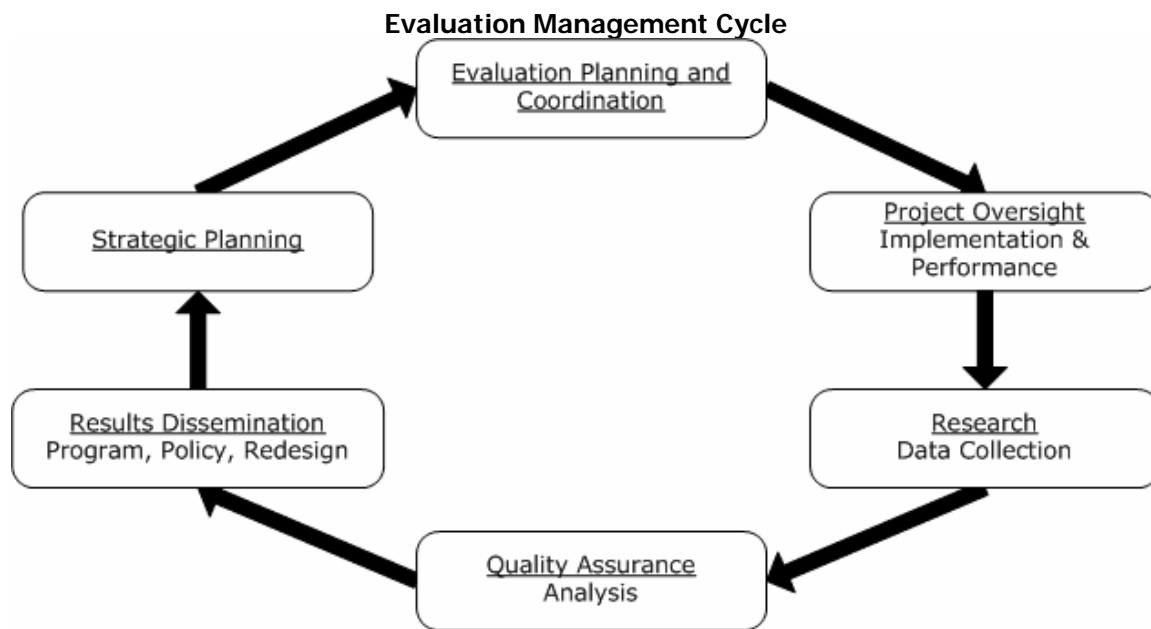 Evaluation Management Cycle
Evaluation Planning and
Coordination
Project Oversight
Implementation &
Performance
Research
Data Collection
Quality Assurance
Analysis
Results Dissemination
Program, Policy, Redesign
Strategic Planning